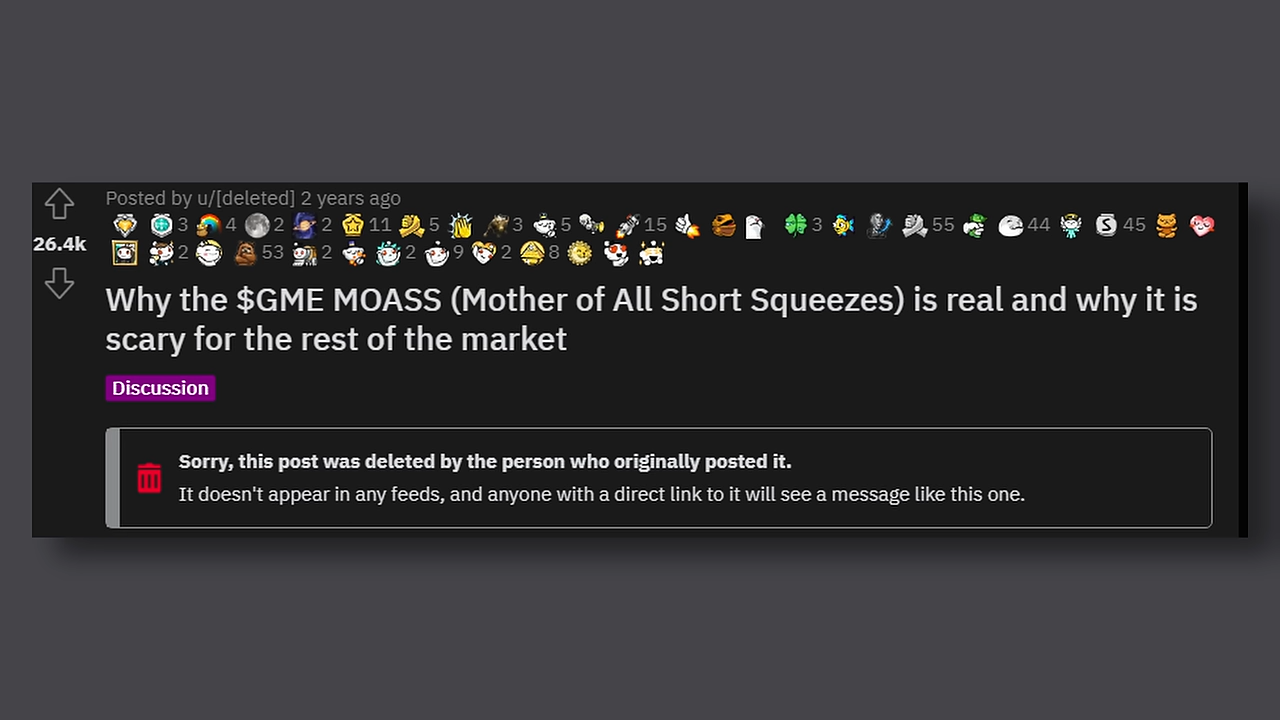 Posted by u/[deleted] 2 years ago
3 4 2 2 11 5 3 5 15 3 55 44 45
26.4k
2 53 2 2 9 2 8
Why the $GME MOASS (Mother of All Short Squeezes) is real and why it is
scary for the rest of the market
Discussion
Sorry, this post was deleted by the person who originally posted it.
It doesn't appear in any feeds, and anyone with a direct link to it will see a message like this one.